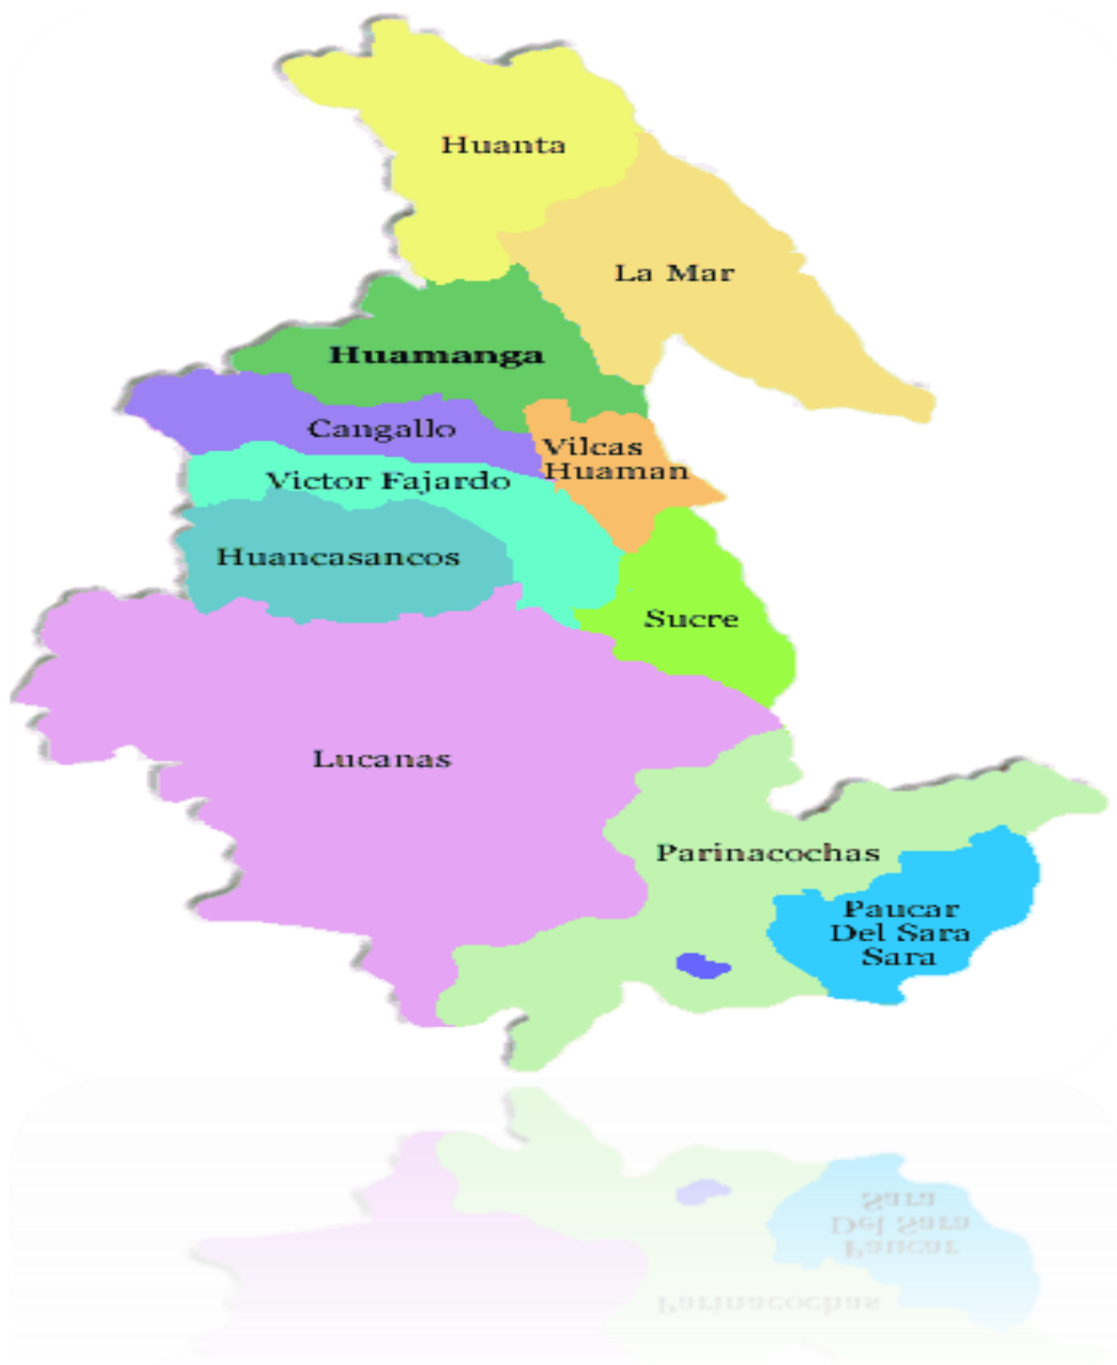 Huanta
La Mar
Huamanga
Cangallo
Vilcas
Huaman
Victor Fajardo
Huancasancos
Sucre
Lucanas
Parinacochas
Paucar
Del Sara
Sara